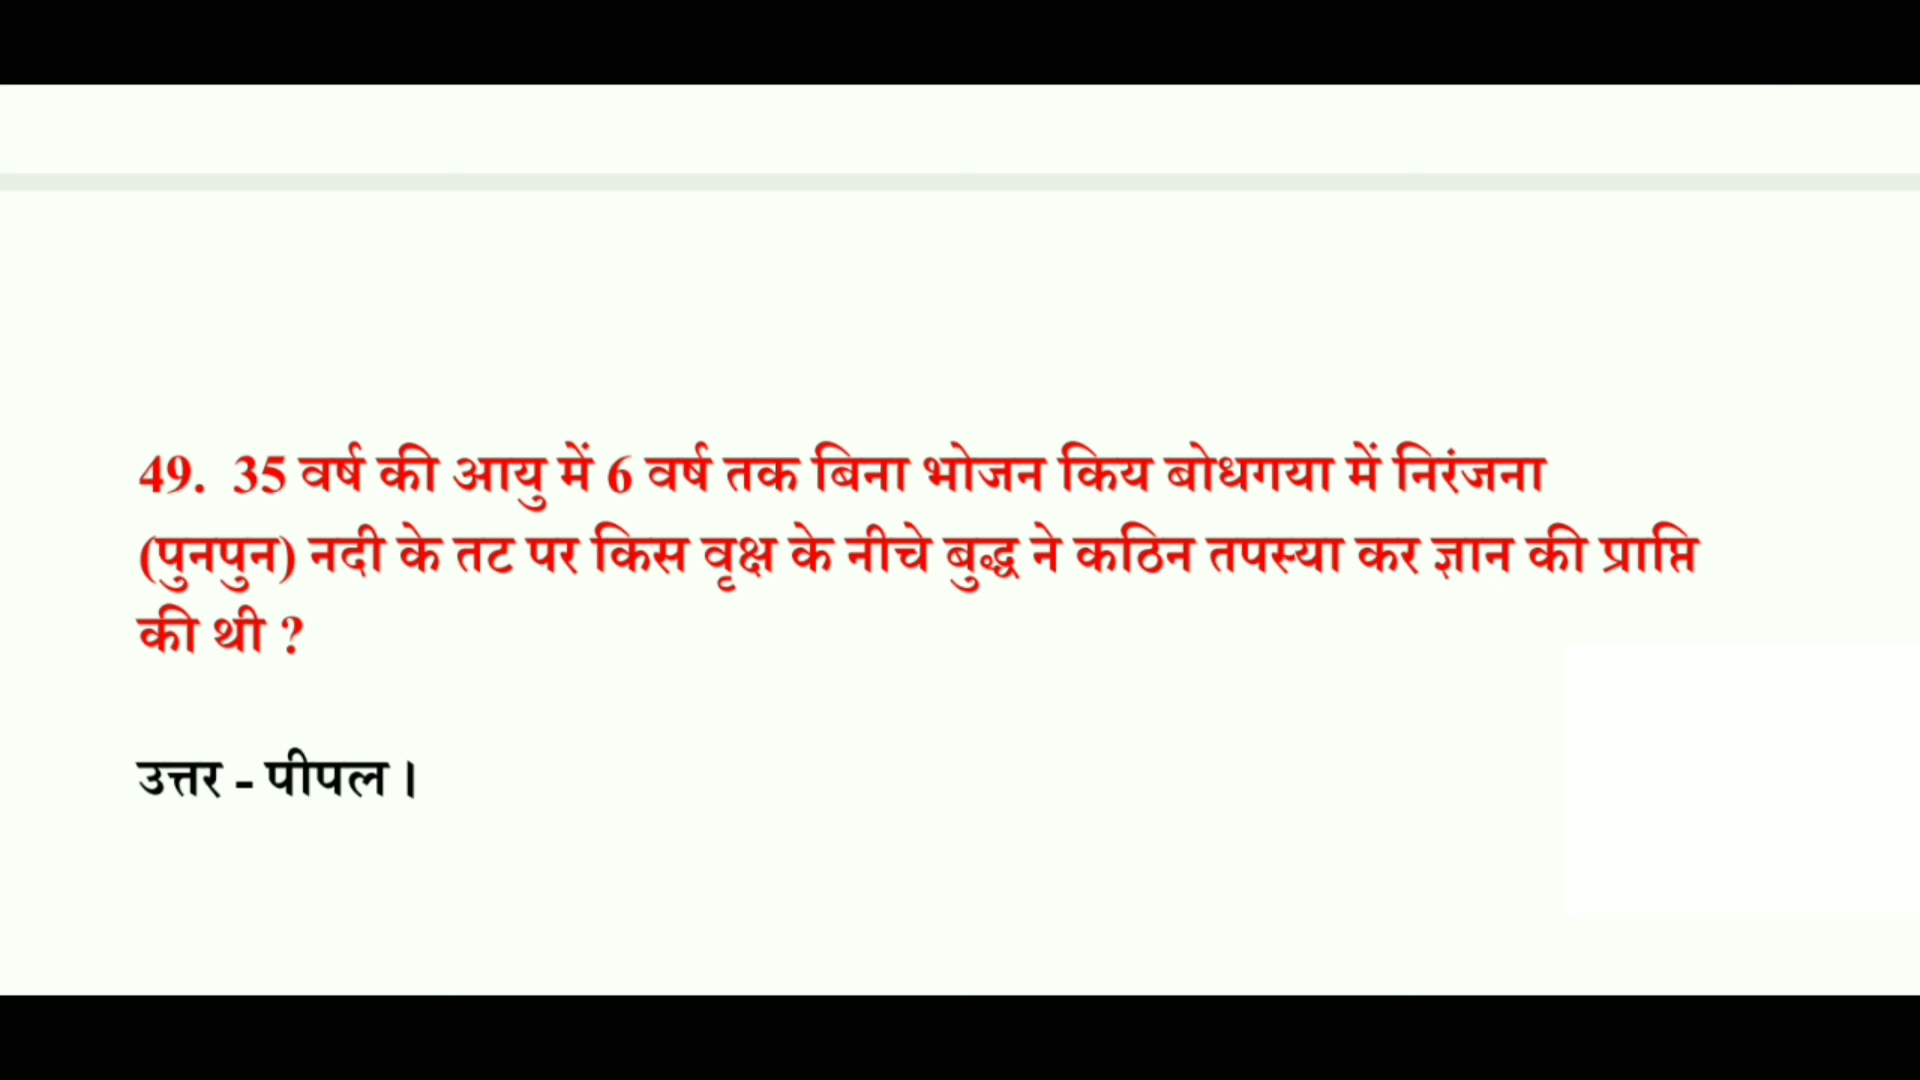 49. 35 वर्ष की आयु में 6 वर्ष तक बिना भोजन किय बोधगया में निरंजना
(पुनपुन) नदी के तट पर किस वृक्ष के नीचे बुद्ध ने कठिन तपस्या कर ज्ञान की प्राप्ति
की थी ?
उत्तर - पीपल ।